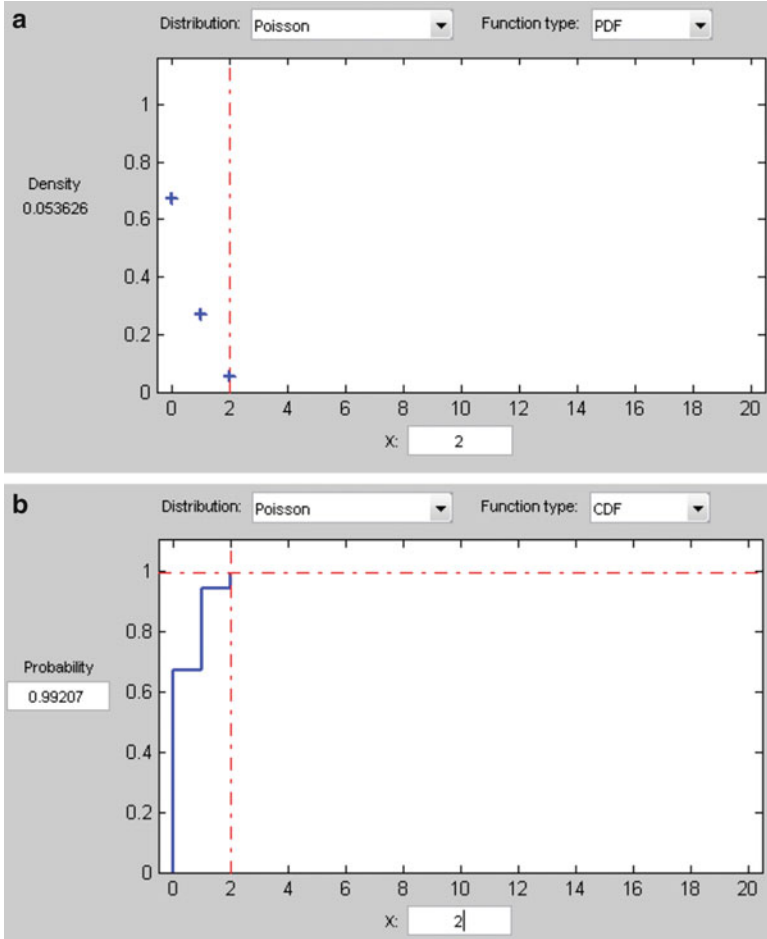 a
Distribution: Poisson Function type: PDF
1
0.8
0.6
0.4
0.2
0
Density
0.053626
0 2 4 6 8 10 12 14 16 18 20
X: 2
b
Distribution: Poisson Function type: CDF
1
0.8
0.6
0.4
0.2
0
Probability
0.99207
0 2 4 6 8 10 12 14 16 18 20
X: 2